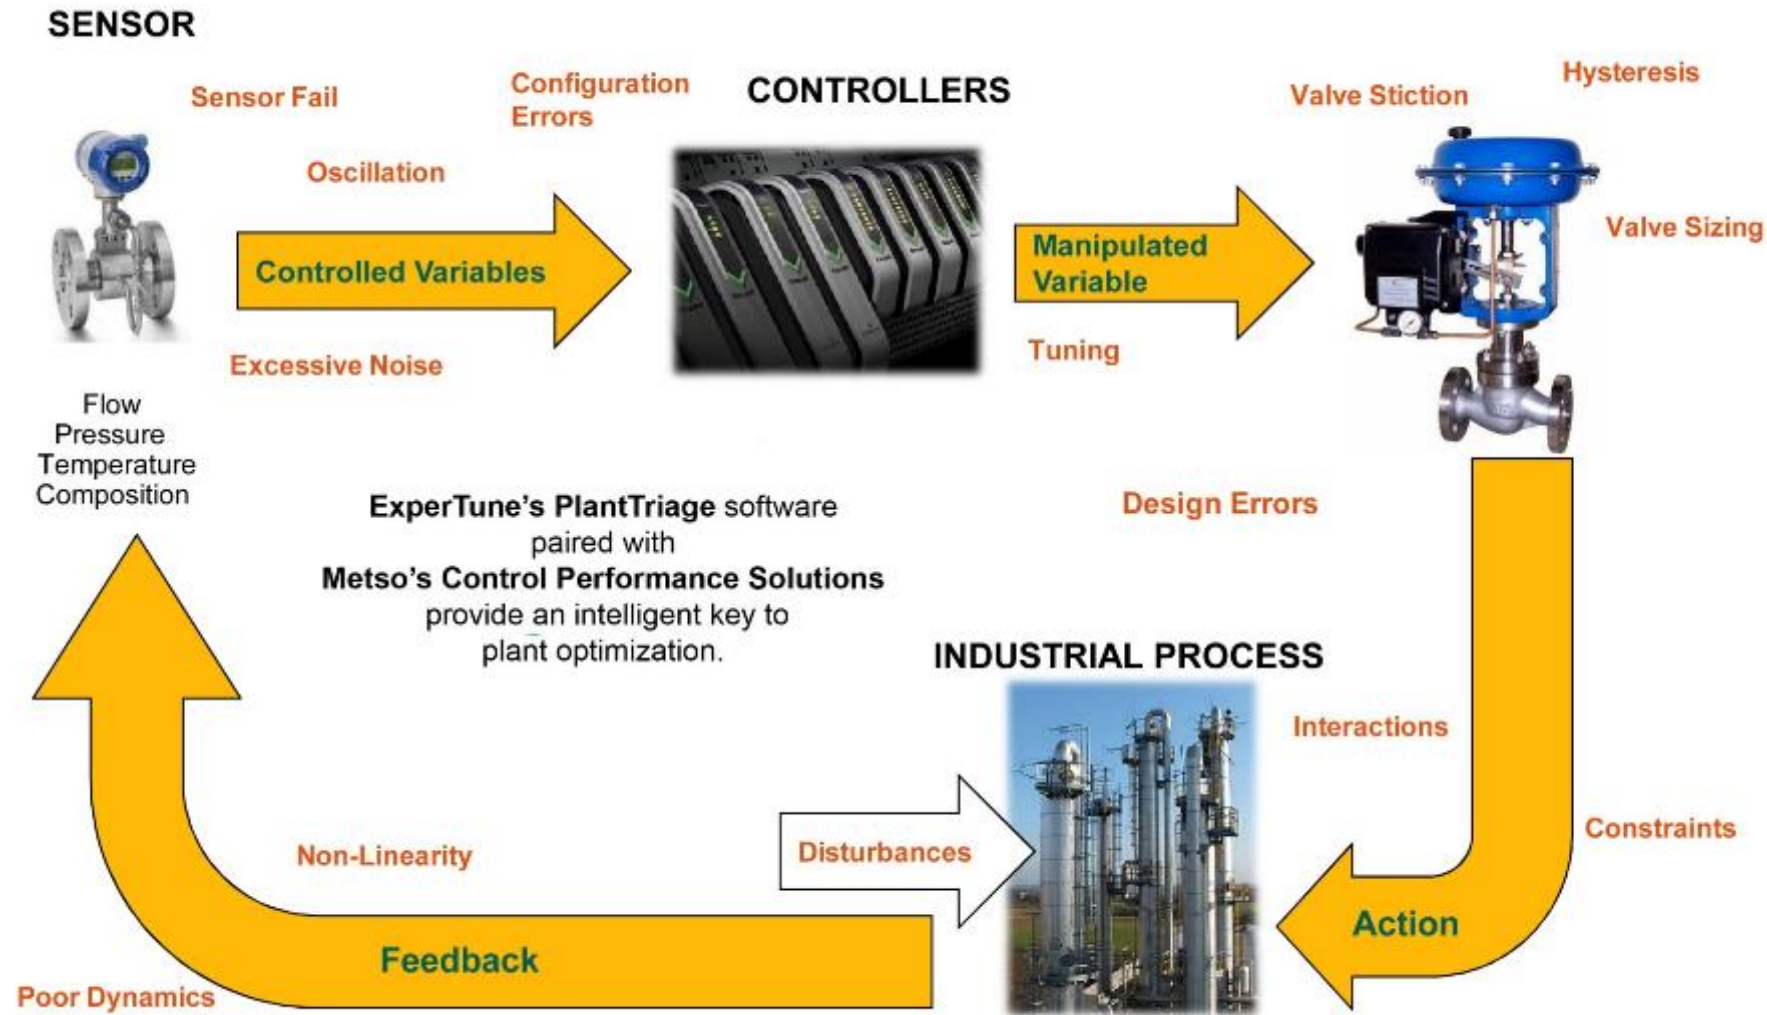 SENSOR
Sensor Fail
Configuration
Errors
CONTROLLERS
Valve Stiction
Hysteresis
Oscillation
Controlled Variables
Manipulated
Variable
Valve Sizing
Excessive Noise
Tuning
Flow
Pressure
Temperature
Composition
ExperTune's PlantTriage software
paired with
Metso's Control Performance Solutions
provide an intelligent key to
plant optimization.
Design Errors
INDUSTRIAL PROCESS
Interactions
Constraints
Non-Linearity
Disturbances
Action
Feedback
Poor Dynamics